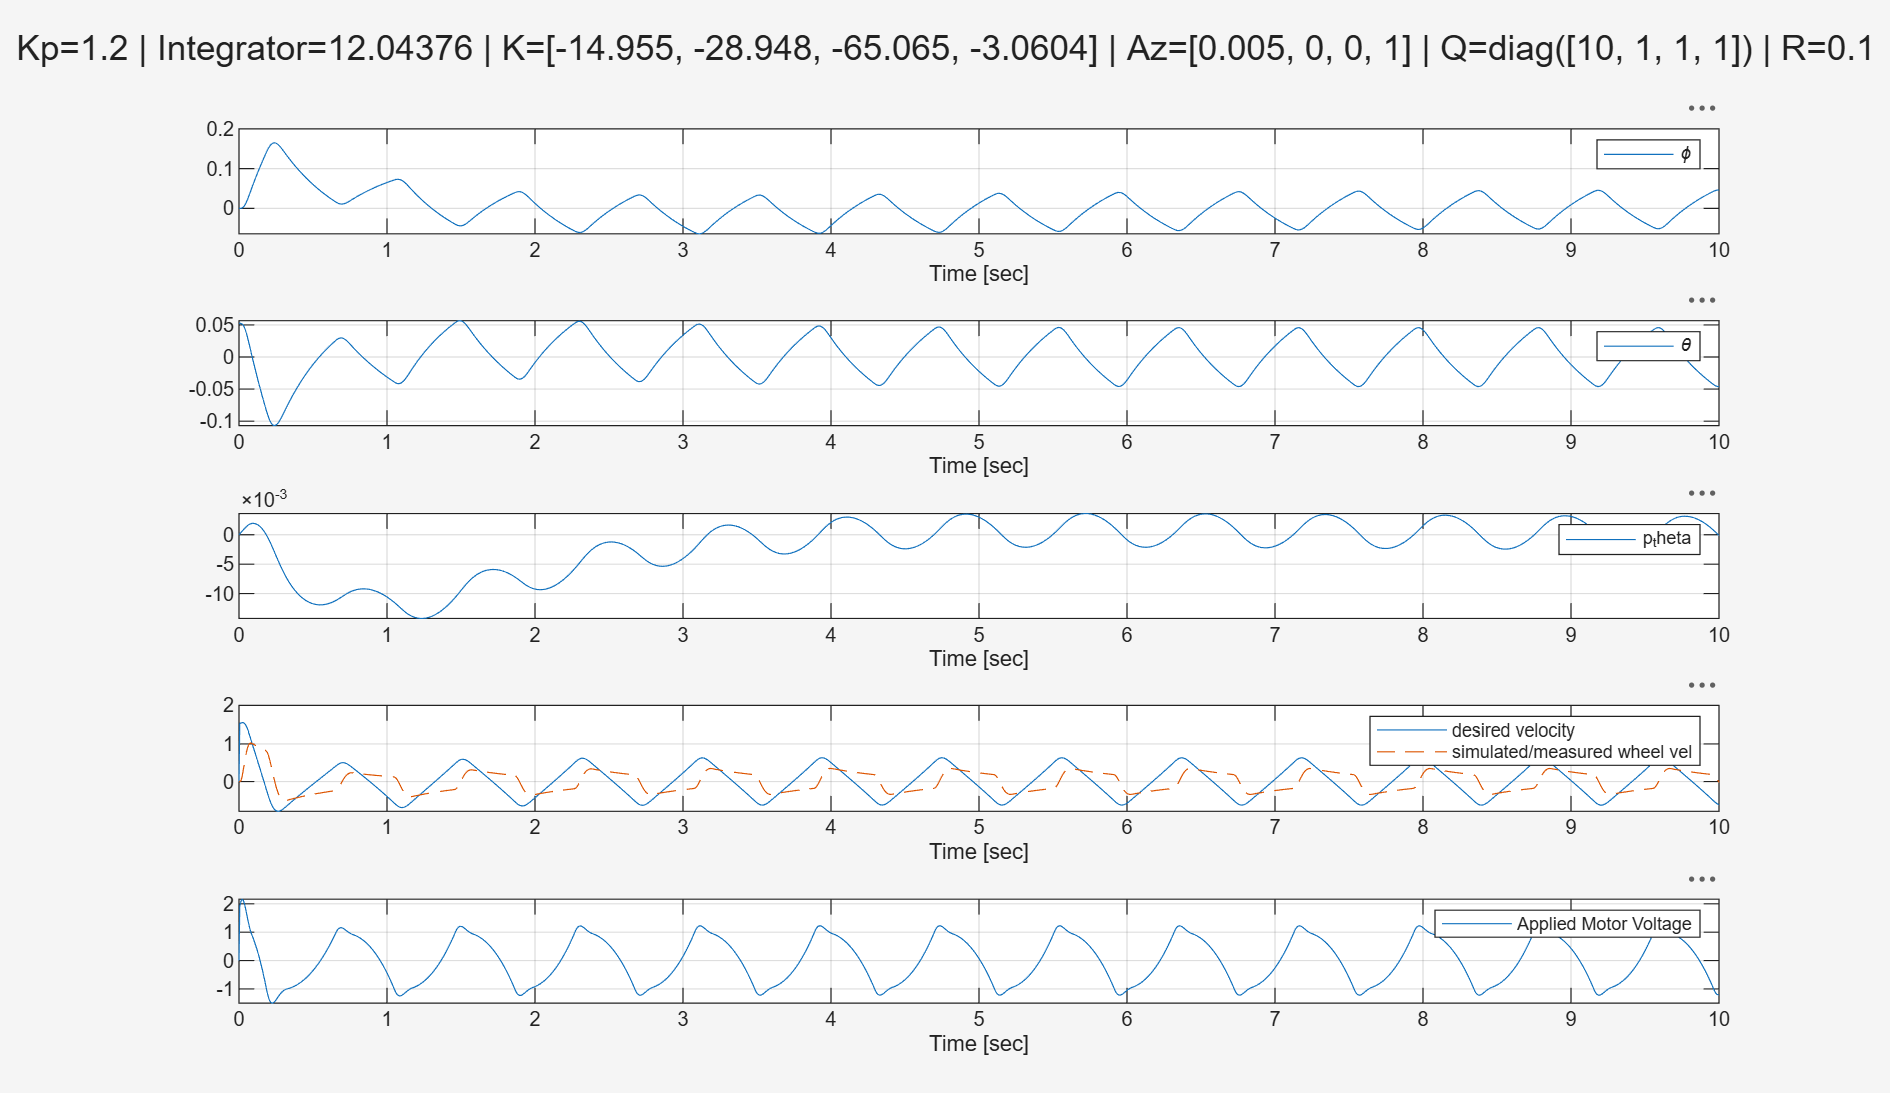 Kp=1.2 | Integrator=12.04376 | K=[-14.955, -28.948, -65.065, -3.0604] | Az=[0.005, 0, 0, 1] | Q=diag([10, 1, 1, 1]) | R=0.1
0.2
0.1
0
ϕ
0 1 2 3 4 5 6 7 8 9 10
Time [sec]
0.05
0
-0.05
-0.1
θ
0 1 2 3 4 5 6 7 8 9 10
Time [sec]
×10⁻³
0
-5
-10
pₜheta
0 1 2 3 4 5 6 7 8 9 10
Time [sec]
2
1
0
desired velocity
simulated/measured wheel vel
0 1 2 3 4 5 6 7 8 9 10
Time [sec]
2
1
0
-1
Applied Motor Voltage
0 1 2 3 4 5 6 7 8 9 10
Time [sec]